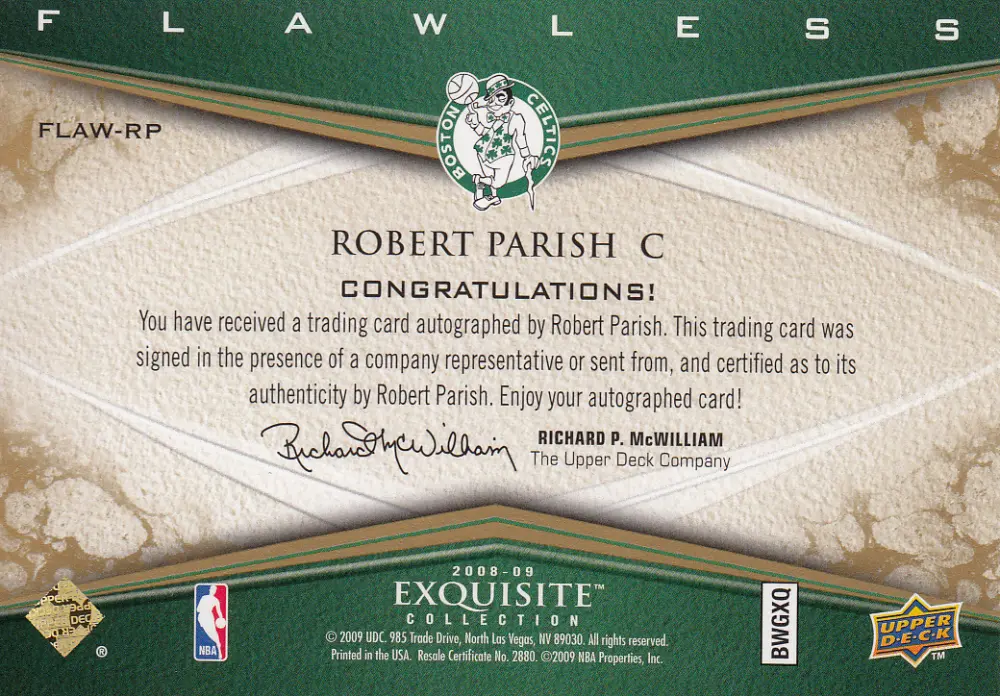 F L A W L E S S
BOSTON CELTICS
FLAW-RP
ROBERT PARISH C
CONGRATULATIONS!
You have received a trading card autographed by Robert Parish. This trading card was
signed in the presence of a company representative or sent from, and certified as to its
authenticity by Robert Parish. Enjoy your autographed card!
Richard McWilliam
RICHARD P. McWILLIAM
The Upper Deck Company
2008-09
EXQUISITE™
COLLECTION
© 2009 UDC. 985 Trade Drive, North Las Vegas, NV 89030. All rights reserved.
Printed in the USA. Resale Certificate No. 2880. ©2009 NBA Properties, Inc.
®
NBA
BWGXQ
UPPER
D·E·C·K
TM